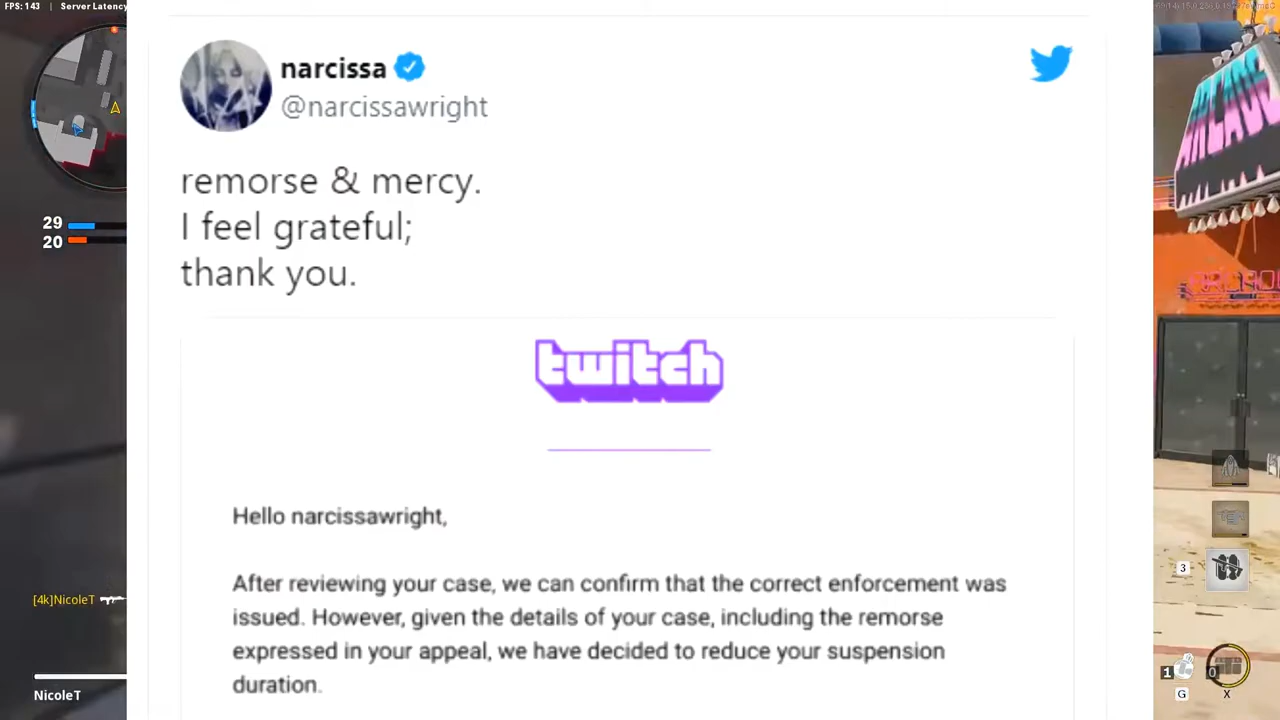 FPS: 143 | Server Latency
narcissa
@narcissawright
remorse & mercy.
I feel grateful;
thank you.
twitch
Hello narcissawright,
After reviewing your case, we can confirm that the correct enforcement was
issued. However, given the details of your case, including the remorse
expressed in your appeal, we have decided to reduce your suspension
duration.
29
20
[4k]NicoleT
NicoleT
ARCADE
3
1
0
G
X